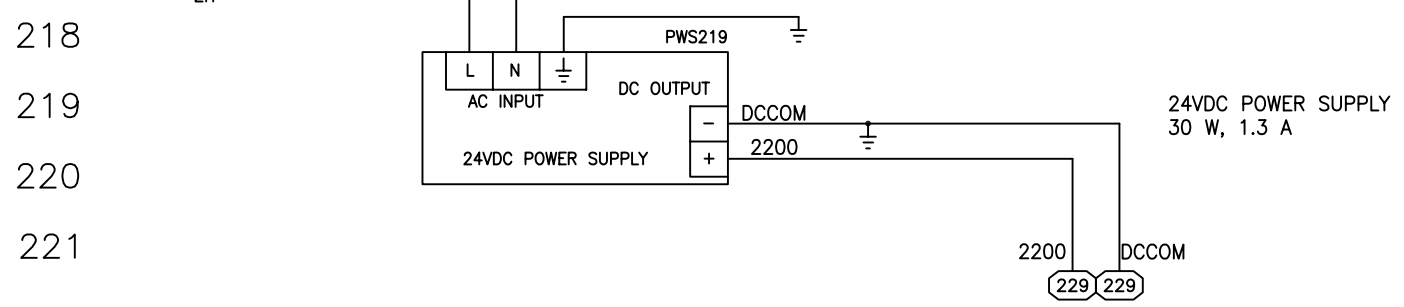 218
PWS219
L N
DC OUTPUT
219
AC INPUT
24VDC POWER SUPPLY
30 W, 1.3 A
- DCCOM
+ 2200
24VDC POWER SUPPLY
220
221
2200 DCCOM
229 229